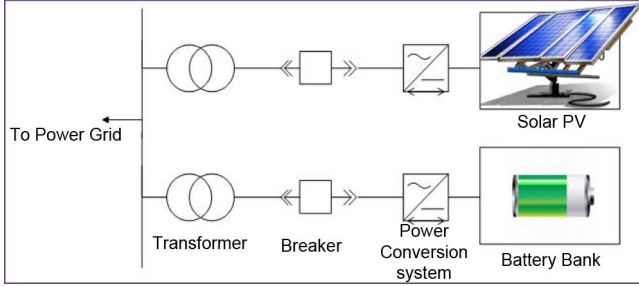 Solar PV
To Power Grid
Transformer
Breaker
Power
Conversion
system
Battery Bank